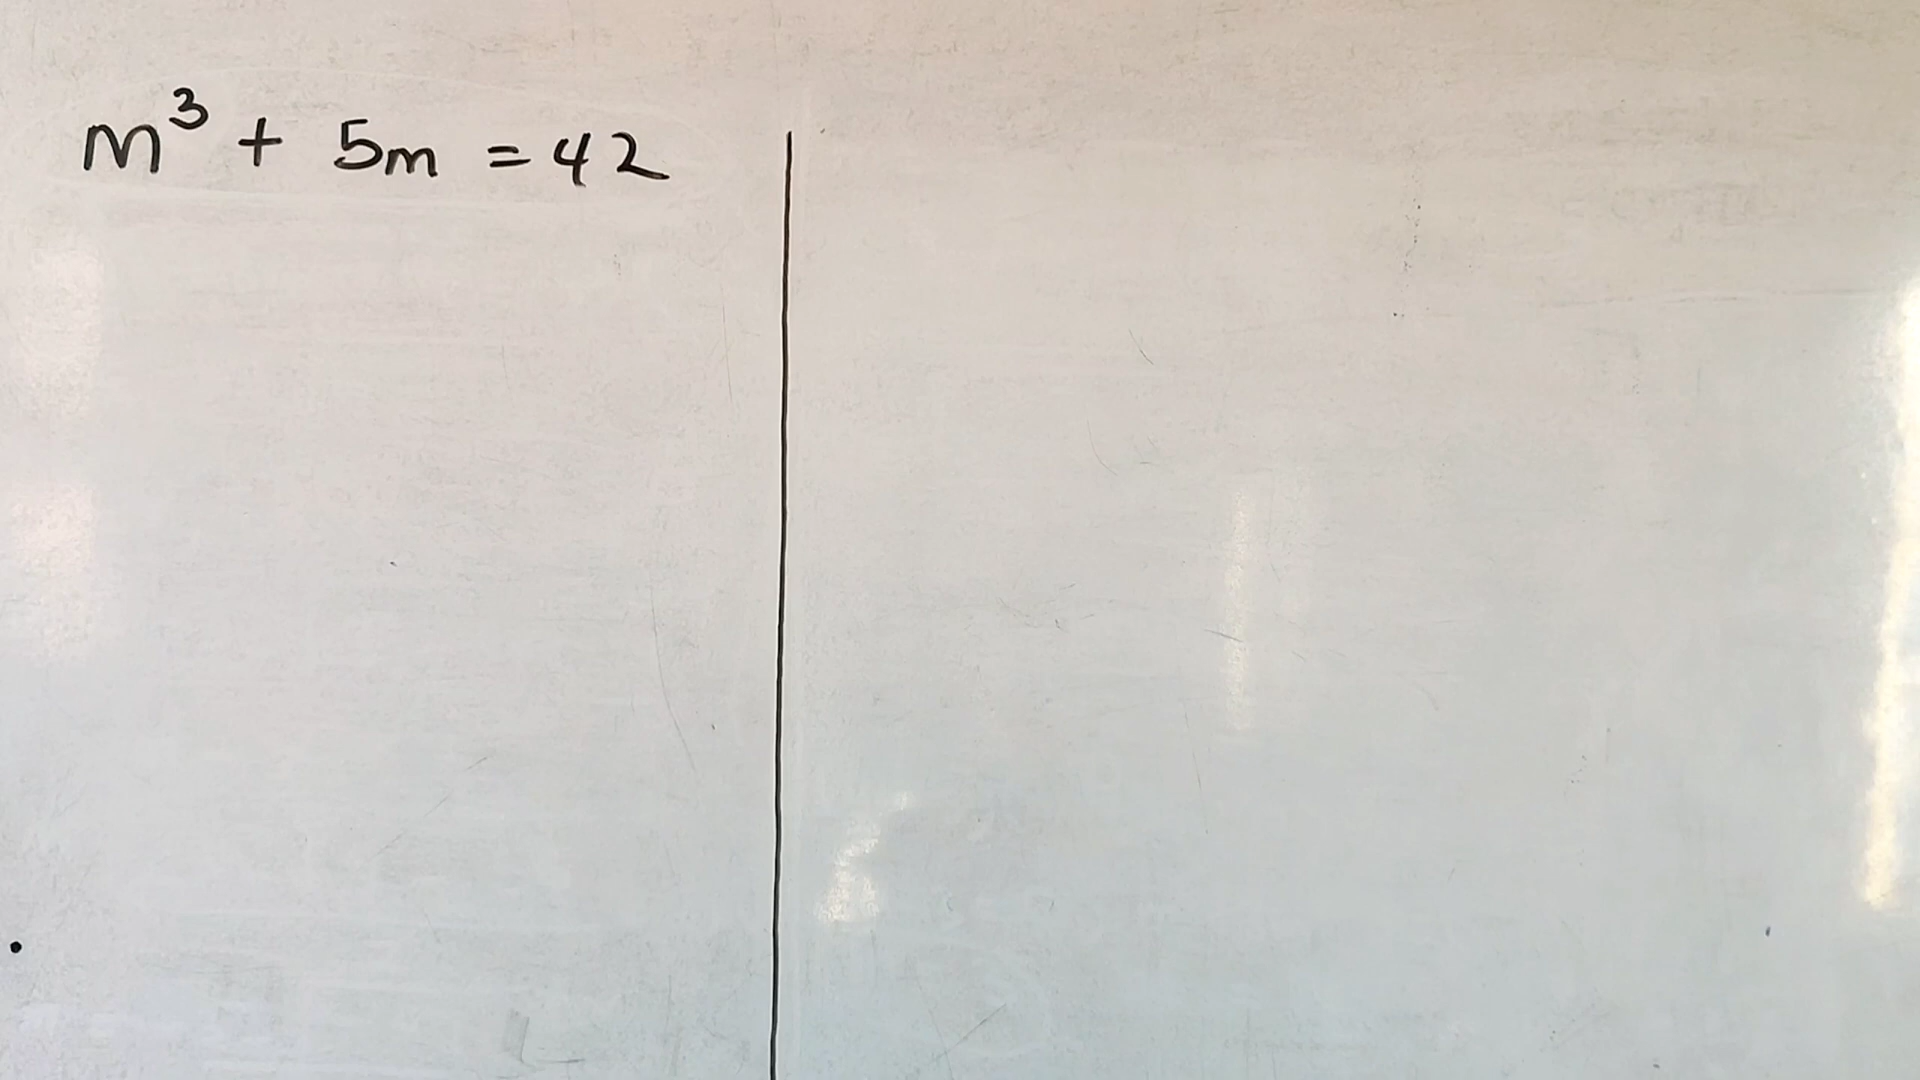 m³ + 5m = 42